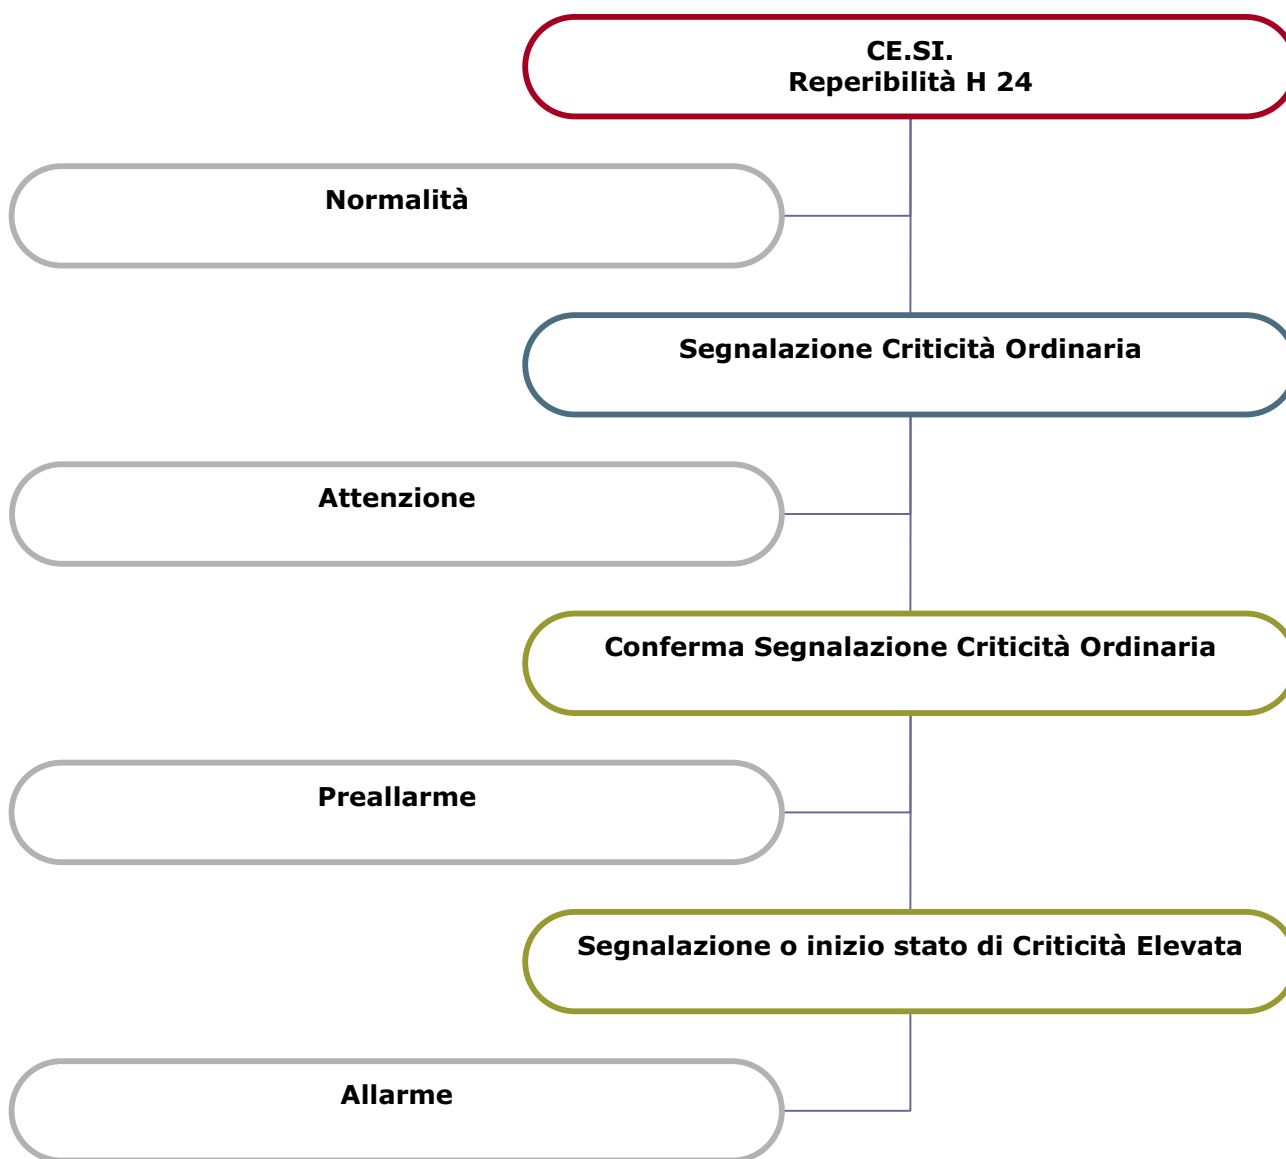 CE.SI.
Reperibilità H 24
Normalità
Segnalazione Criticità Ordinaria
Attenzione
Conferma Segnalazione Criticità Ordinaria
Preallarme
Segnalazione o inizio stato di Criticità Elevata
Allarme